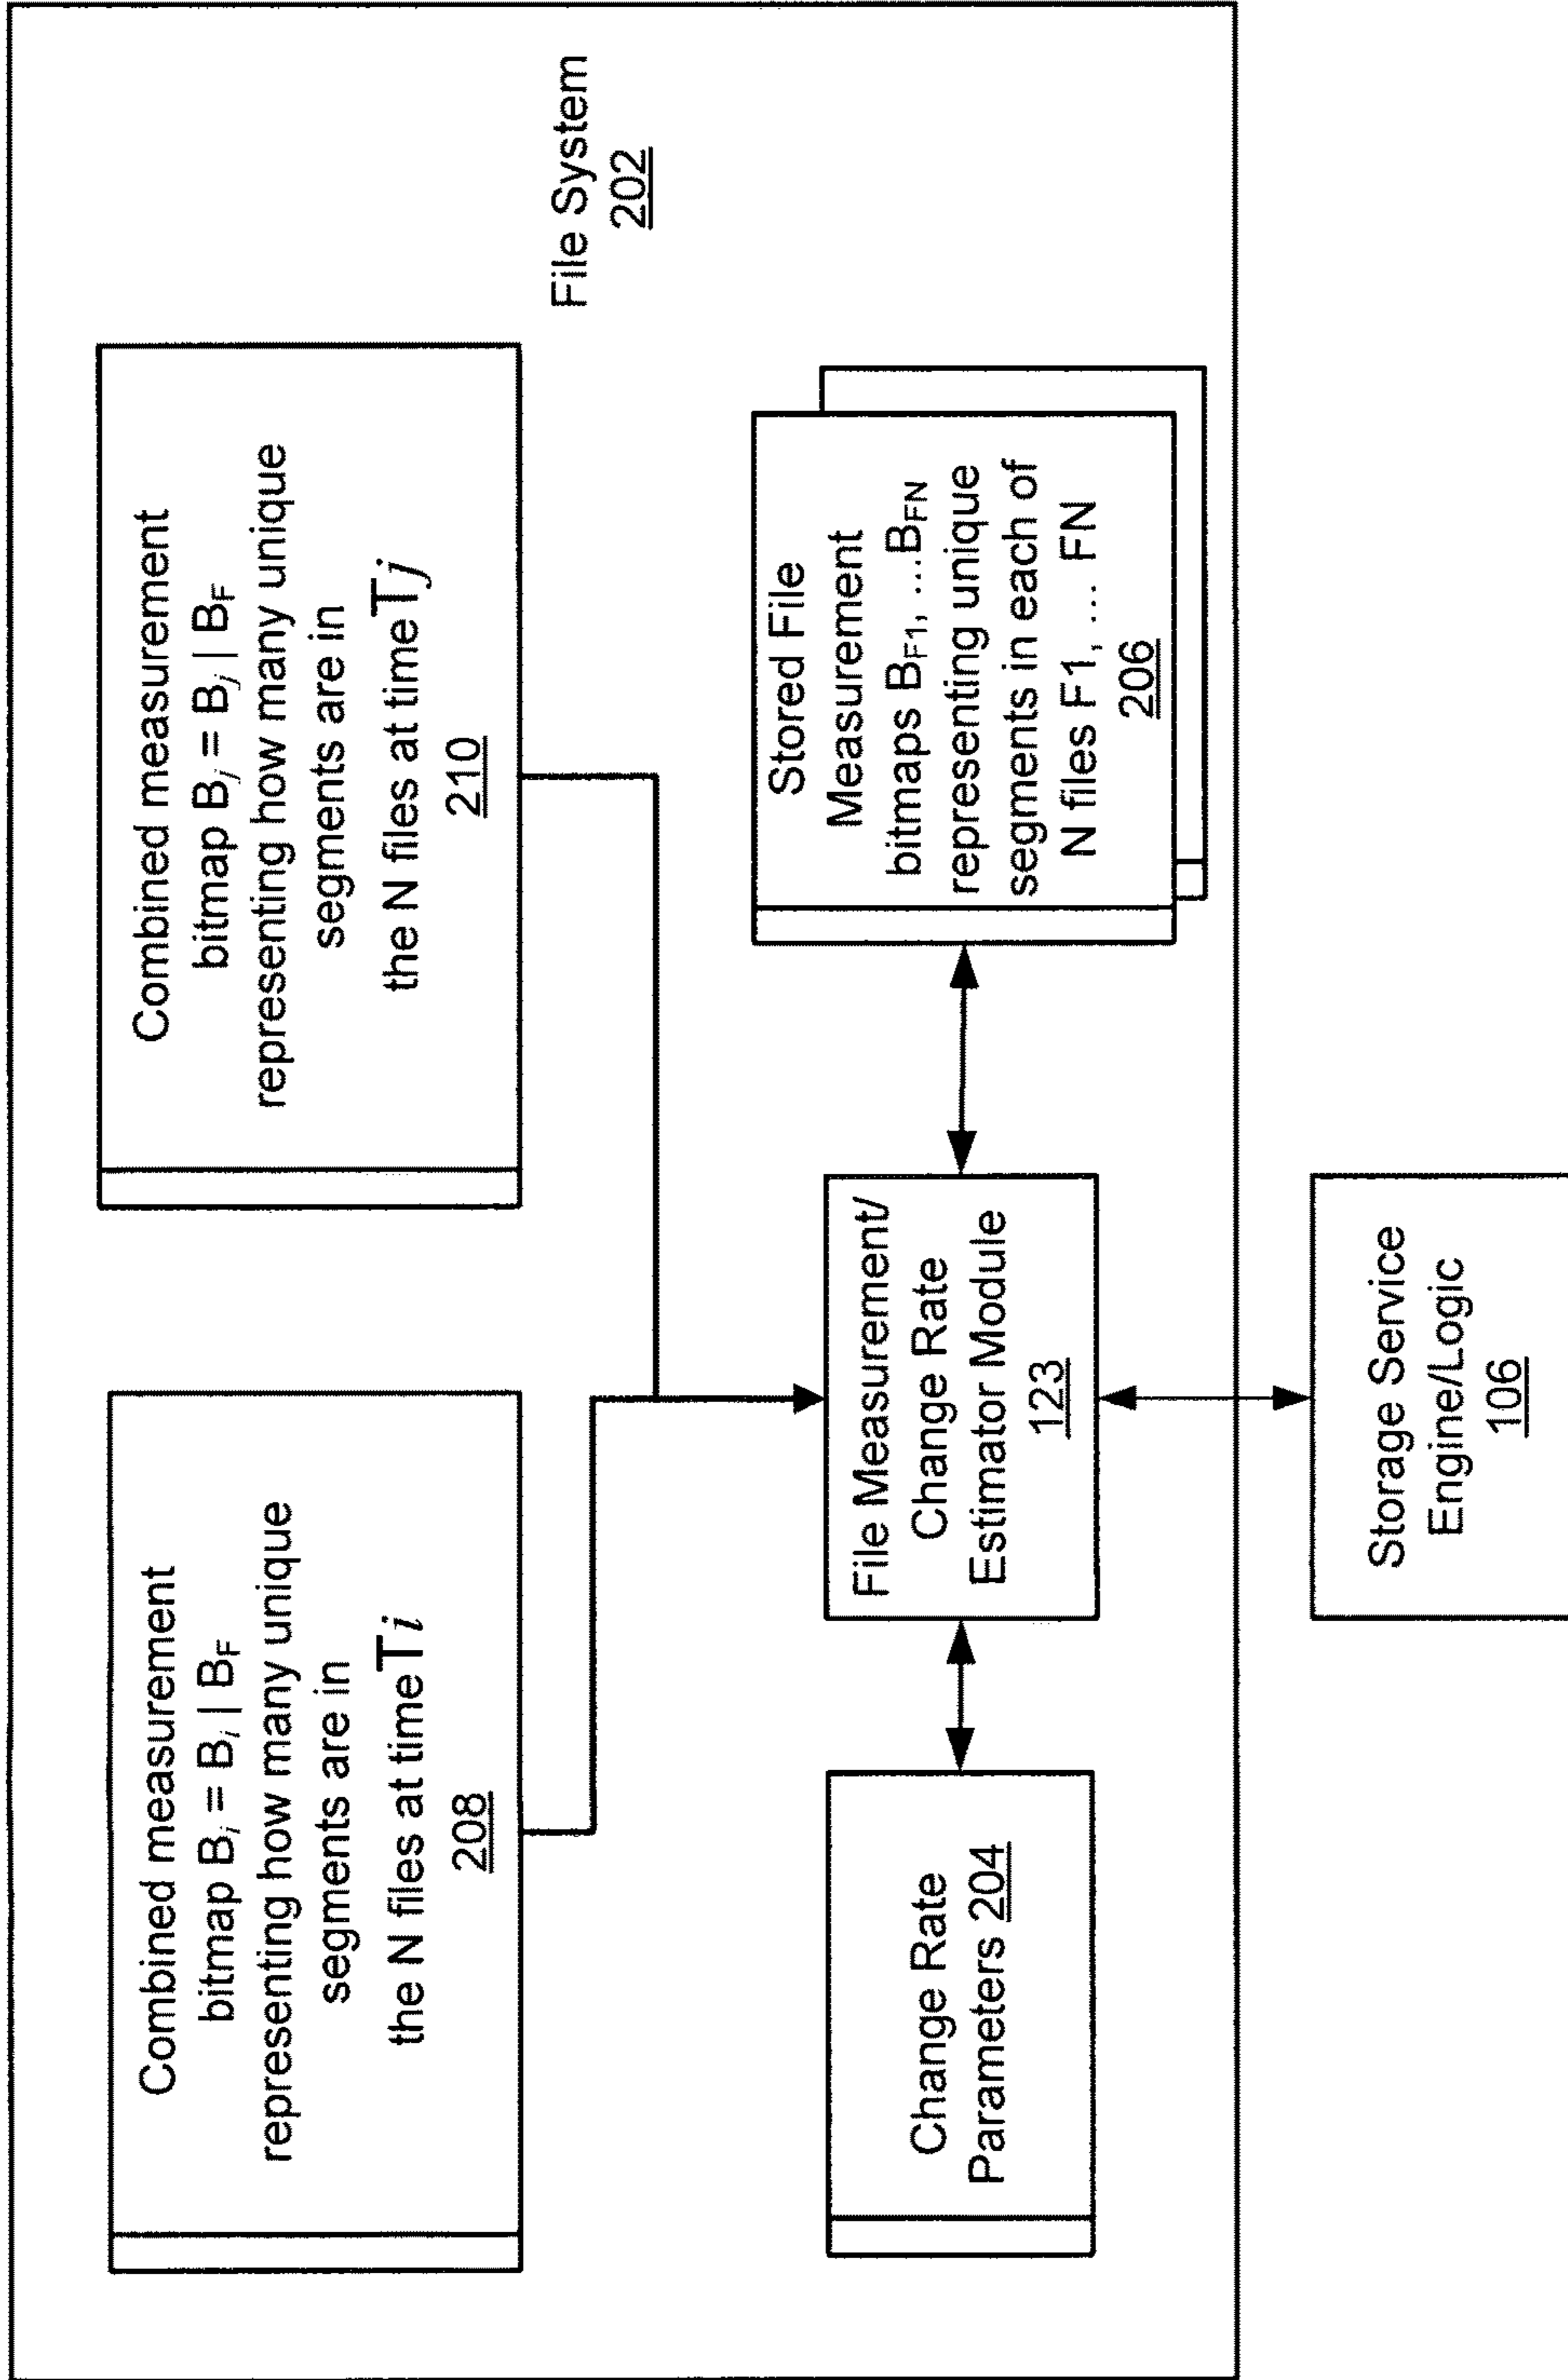 Combined measurement
bitmap Bi = Bi | BF
representing how many unique
segments are in
the N files at time Ti
208
Combined measurement
bitmap Bj = Bj | BF
representing how many unique
segments are in
the N files at time Tj
210
File System
202
Change Rate
Parameters 204
File Measurement/
Change Rate
Estimator Module
123
Stored File
Measurement
bitmaps BF1, ...BFN
representing unique
segments in each of
N files F1, ... FN
206
Storage Service
Engine/Logic
106